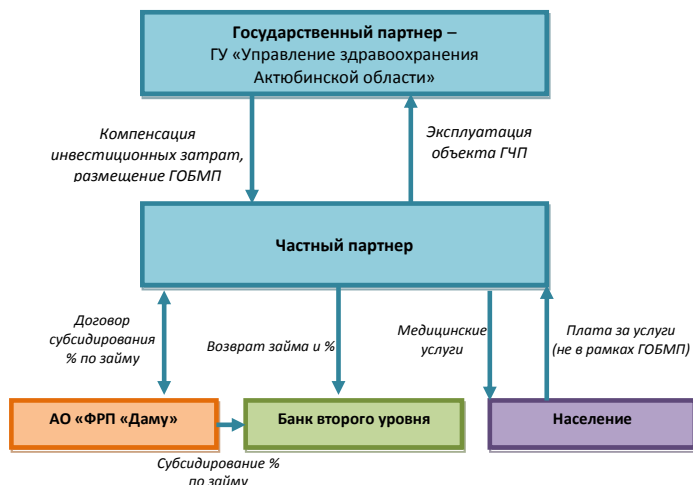 Государственный партнер –
ГУ «Управление здравоохранения
Актюбинской области»
Компенсация
инвестиционных затрат,
размещение ГОБМП
Эксплуатация
объекта ГЧП
Частный партнер
Договор
субсидирования
% по займу
Возврат займа и %
Медицинские
услуги
Плата за услуги
(не в рамках ГОБМП)
АО «ФРП «Даму»
Банк второго уровня
Население
Субсидирование %
по займу